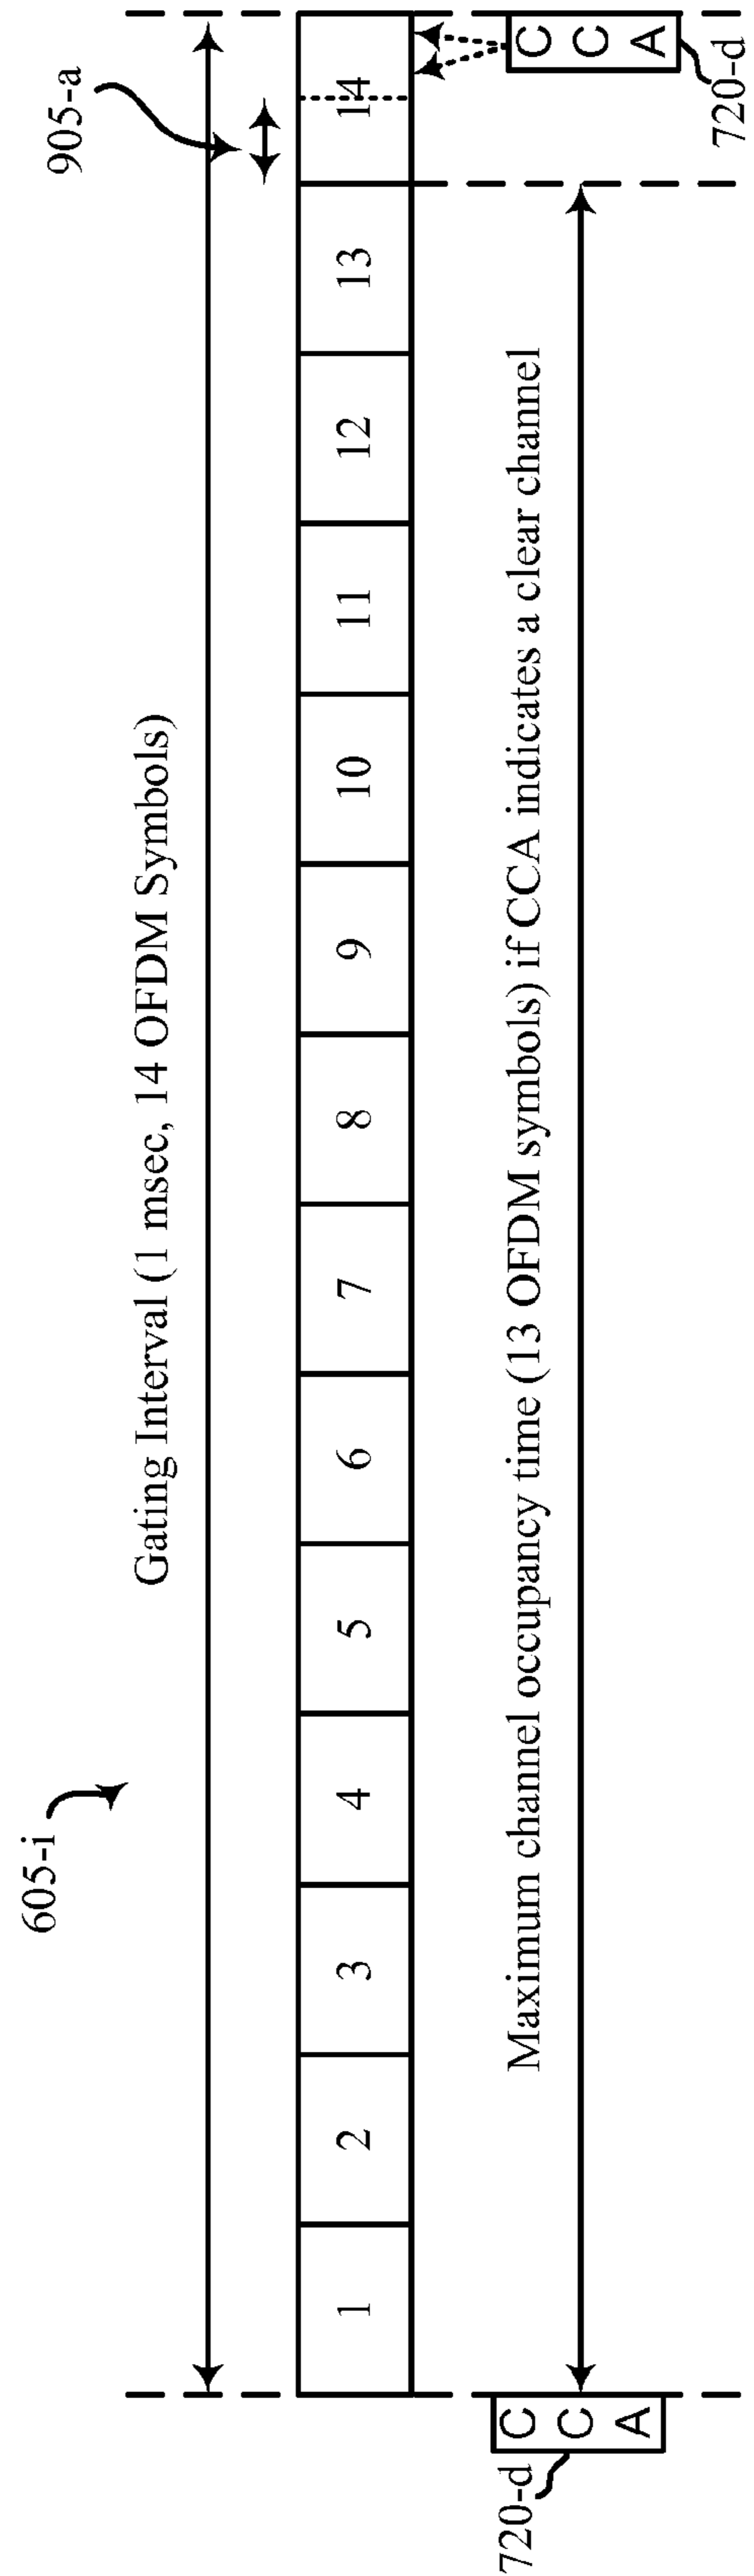 605-i
905-a
Gating Interval (1 msec, 14 OFDM Symbols)
1 2 3 4 5 6 7 8 9 10 11 12 13 14
Maximum channel occupancy time (13 OFDM symbols) if CCA indicates a clear channel
CCA
CCA
720-d
720-d